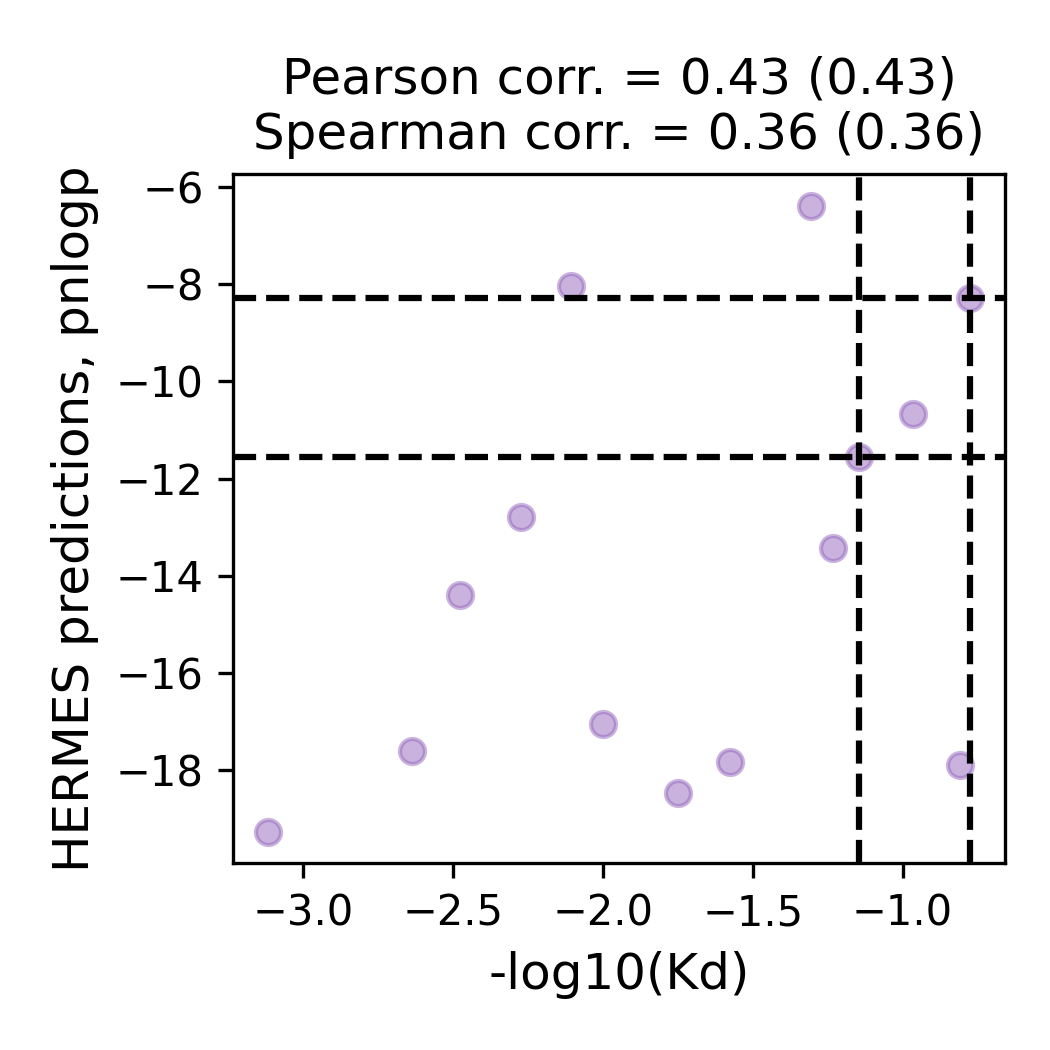 Pearson corr. = 0.43 (0.43)
Spearman corr. = 0.36 (0.36)
HERMES predictions, pnlogp
−6
−8
−10
−12
−14
−16
−18
−3.0 −2.5 −2.0 −1.5 −1.0
-log10(Kd)